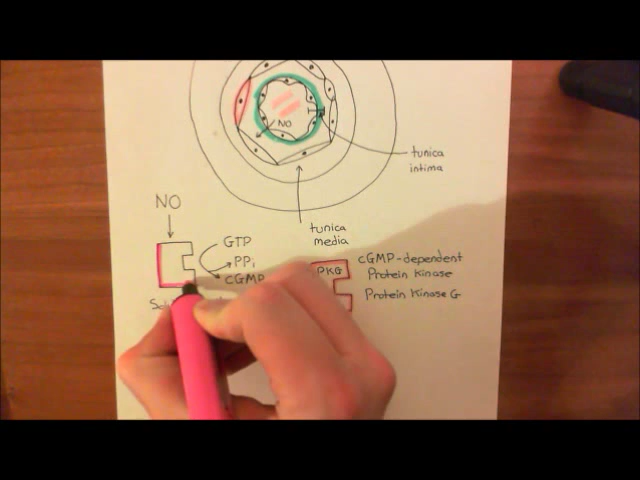 NO
tunica
intima
tunica
media
NO
GTP
PPi
cGMP
PKG
cGMP-dependent
Protein Kinase
Protein Kinase G